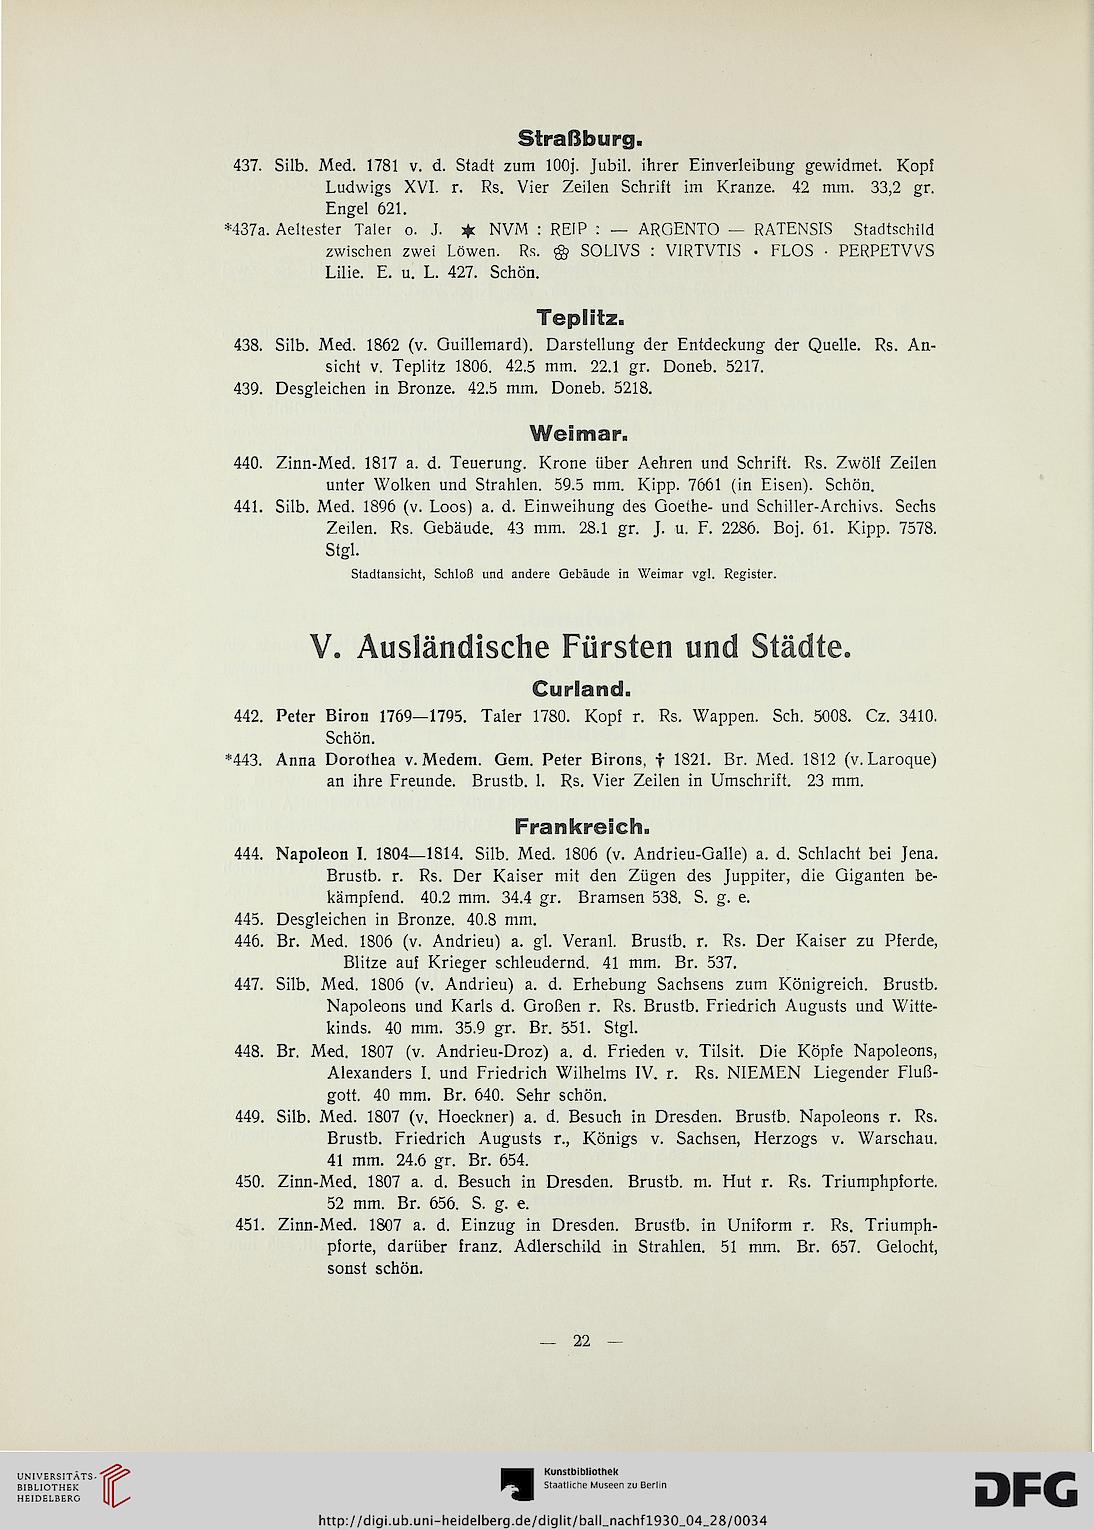 Straßburg.
437. Silb. Med. 1781 v. d. Stadt zum 100j. Jubil. ihrer Einverleibung gewidmet. Kopf
Ludwigs XVI. r. Rs. Vier Zeilen Schrift im Kranze. 42 mm. 33,2 gr.
Engel 621.
*437a. Aeltester Taler o. J. ✶ NVM : REIP : — ARGENTO — RATENSIS Stadtschild
zwischen zwei Löwen. Rs. ❀ SOLIVS : VIRTVTIS • FLOS · PERPETVVS
Lilie. E. u. L. 427. Schön.
Teplitz.
438. Silb. Med. 1862 (v. Guillemard). Darstellung der Entdeckung der Quelle. Rs. An-
sicht v. Teplitz 1806. 42.5 mm. 22.1 gr. Doneb. 5217.
439. Desgleichen in Bronze. 42.5 mm. Doneb. 5218.
Weimar.
440. Zinn-Med. 1817 a. d. Teuerung. Krone über Aehren und Schrift. Rs. Zwölf Zeilen
unter Wolken und Strahlen. 59.5 mm. Kipp. 7661 (in Eisen). Schön.
441. Silb. Med. 1896 (v. Loos) a. d. Einweihung des Goethe- und Schiller-Archivs. Sechs
Zeilen. Rs. Gebäude. 43 mm. 28.1 gr. J. u. F. 2286. Boj. 61. Kipp. 7578.
Stgl.
Stadtansicht, Schloß und andere Gebäude in Weimar vgl. Register.
V. Ausländische Fürsten und Städte.
Curland.
442. Peter Biron 1769—1795. Taler 1780. Kopf r. Rs. Wappen. Sch. 5008. Cz. 3410.
Schön.
*443. Anna Dorothea v. Medem. Gem. Peter Birons, † 1821. Br. Med. 1812 (v. Laroque)
an ihre Freunde. Brustb. l. Rs. Vier Zeilen in Umschrift. 23 mm.
Frankreich.
444. Napoleon I. 1804—1814. Silb. Med. 1806 (v. Andrieu-Galle) a. d. Schlacht bei Jena.
Brustb. r. Rs. Der Kaiser mit den Zügen des Juppiter, die Giganten be-
kämpfend. 40.2 mm. 34.4 gr. Bramsen 538. S. g. e.
445. Desgleichen in Bronze. 40.8 mm.
446. Br. Med. 1806 (v. Andrieu) a. gl. Veranl. Brustb. r. Rs. Der Kaiser zu Pferde,
Blitze auf Krieger schleudernd. 41 mm. Br. 537.
447. Silb. Med. 1806 (v. Andrieu) a. d. Erhebung Sachsens zum Königreich. Brustb.
Napoleons und Karls d. Großen r. Rs. Brustb. Friedrich Augusts und Witte-
kinds. 40 mm. 35.9 gr. Br. 551. Stgl.
448. Br. Med. 1807 (v. Andrieu-Droz) a. d. Frieden v. Tilsit. Die Köpfe Napoleons,
Alexanders I. und Friedrich Wilhelms IV. r. Rs. NIEMEN Liegender Fluß-
gott. 40 mm. Br. 640. Sehr schön.
449. Silb. Med. 1807 (v. Hoeckner) a. d. Besuch in Dresden. Brustb. Napoleons r. Rs.
Brustb. Friedrich Augusts r., Königs v. Sachsen, Herzogs v. Warschau.
41 mm. 24.6 gr. Br. 654.
450. Zinn-Med. 1807 a. d. Besuch in Dresden. Brustb. m. Hut r. Rs. Triumphpforte.
52 mm. Br. 656. S. g. e.
451. Zinn-Med. 1807 a. d. Einzug in Dresden. Brustb. in Uniform r. Rs. Triumph-
pforte, darüber franz. Adlerschild in Strahlen. 51 mm. Br. 657. Gelocht,
sonst schön.
— 22 —
UNIVERSITÄTS-
BIBLIOTHEK
HEIDELBERG
Kunstbibliothek
Staatliche Museen zu Berlin
DFG
http://digi.ub.uni-heidelberg.de/diglit/ball_nachf1930_04_28/0034